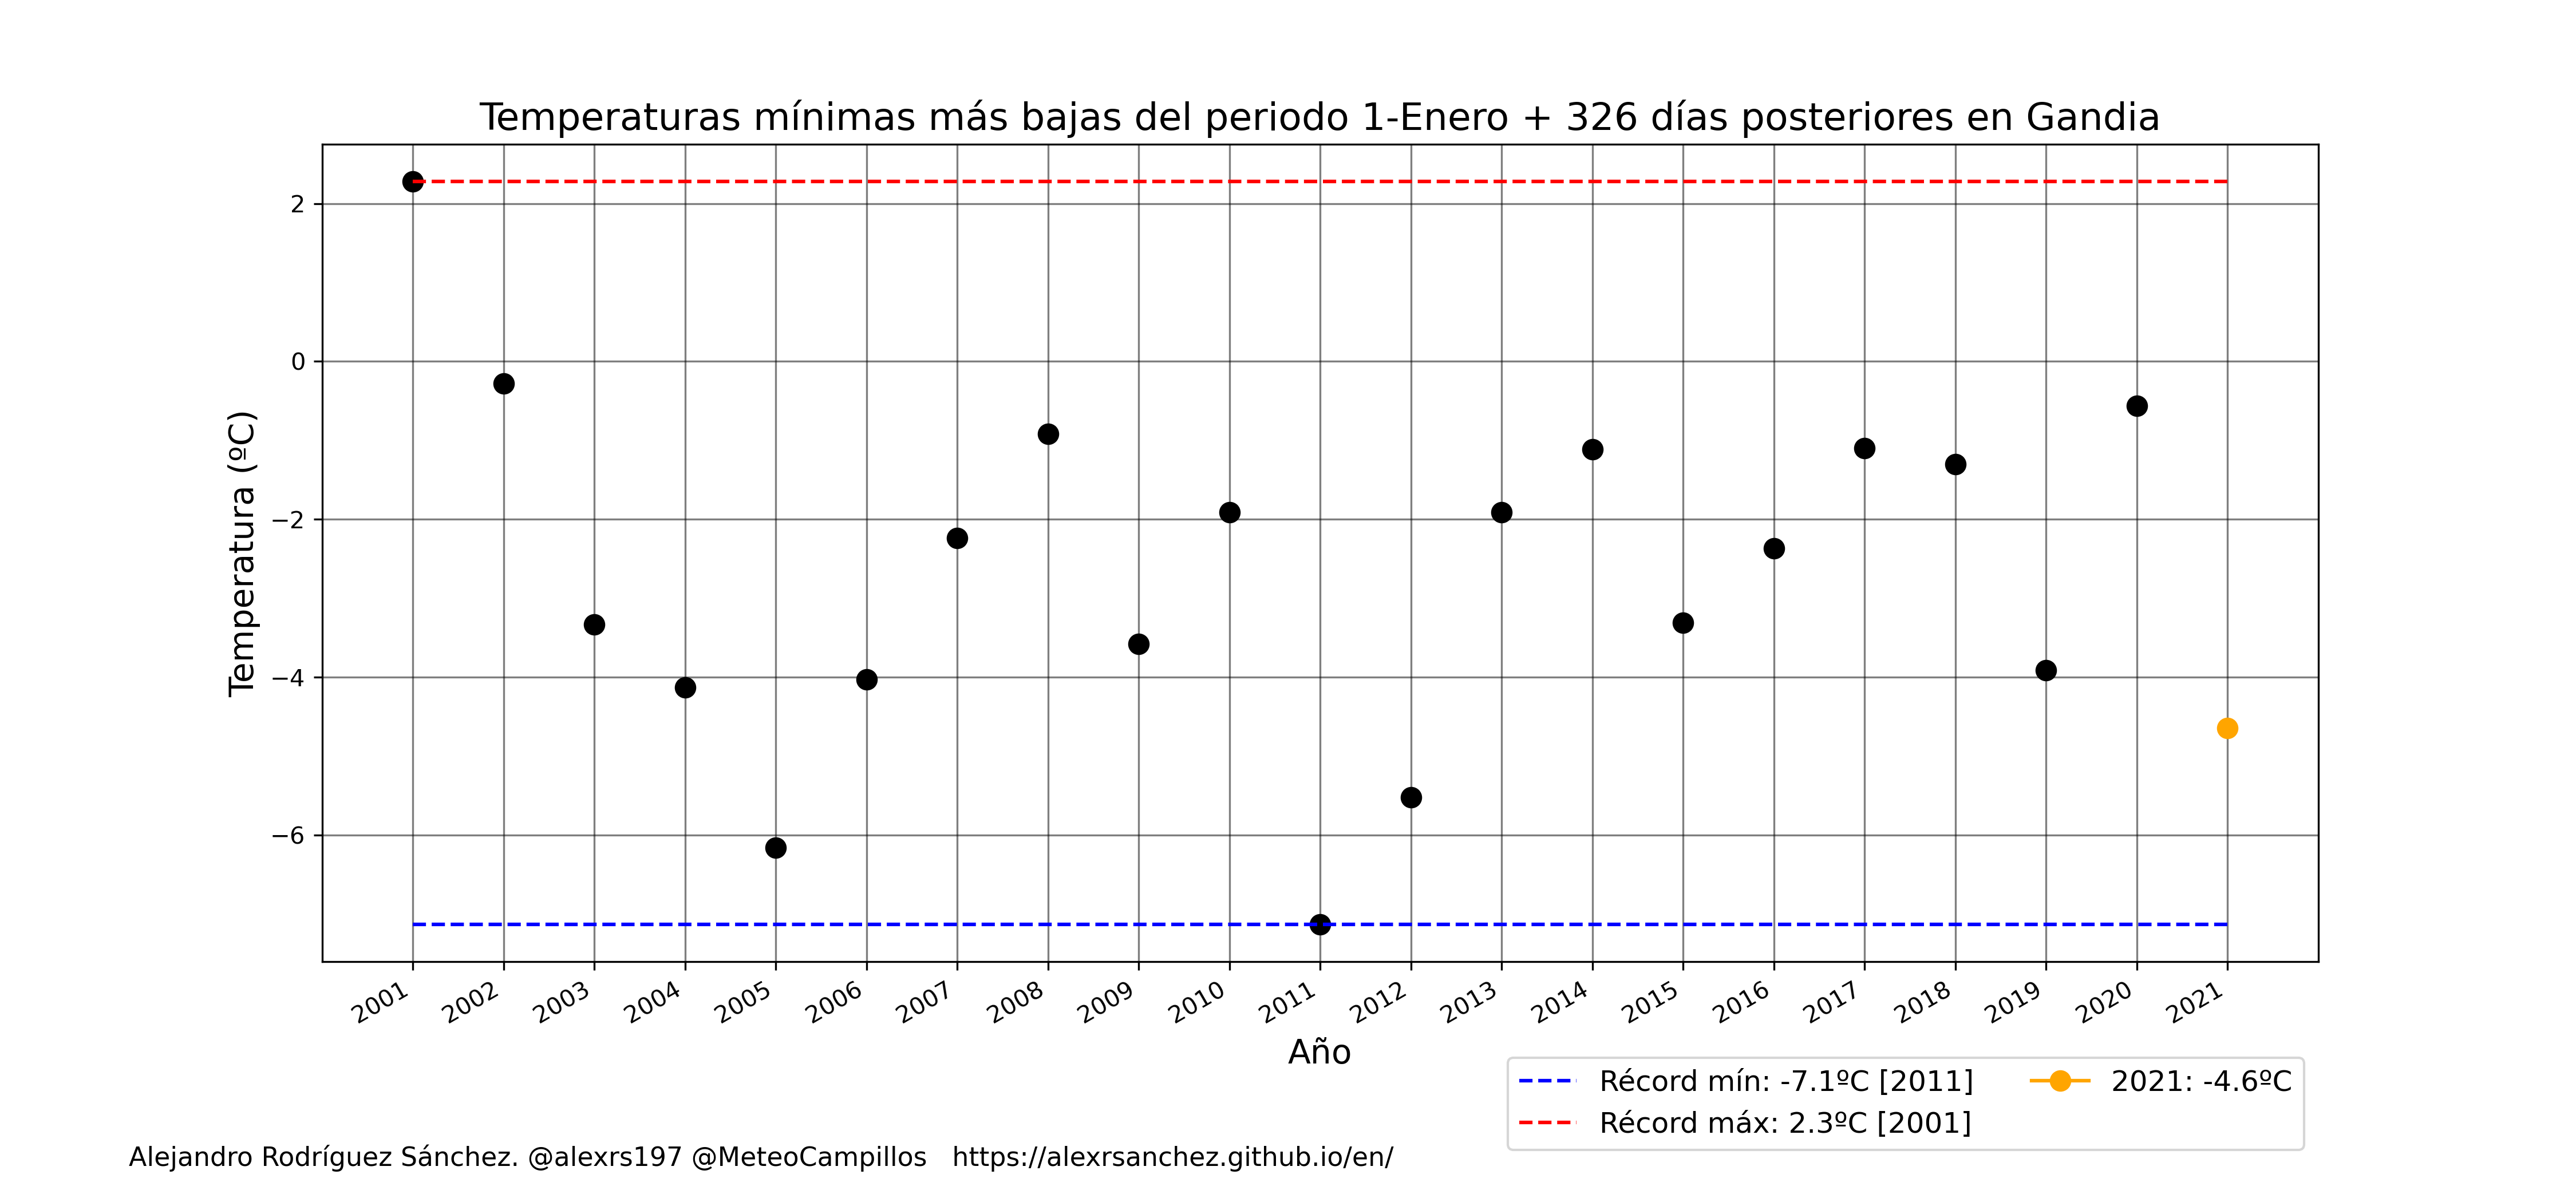 Temperaturas mínimas más bajas del periodo 1-Enero + 326 días posteriores en Gandia
Temperatura (ºC)
2
0
−2
−4
−6
2001 2002 2003 2004 2005 2006 2007 2008 2009 2010 2011 2012 2013 2014 2015 2016 2017 2018 2019 2020 2021
Año
Récord mín: -7.1ºC [2011]
Récord máx: 2.3ºC [2001]
2021: -4.6ºC
Alejandro Rodríguez Sánchez. @alexrs197 @MeteoCampillos   https://alexrsanchez.github.io/en/